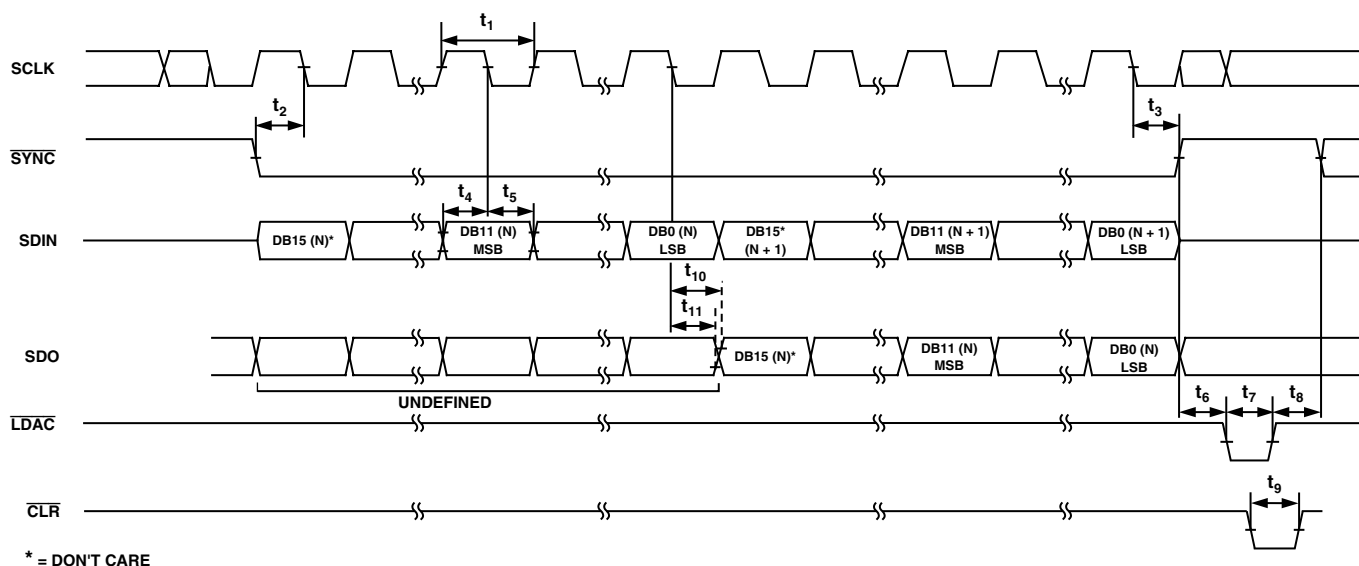 t1
SCLK
t2
t3
SYNC
t4
t5
SDIN
DB15 (N)*
DB11 (N)
MSB
DB0 (N)
LSB
DB15*
(N + 1)
DB11 (N + 1)
MSB
DB0 (N + 1)
LSB
t10
t11
SDO
DB15 (N)*
DB11 (N)
MSB
DB0 (N)
LSB
UNDEFINED
t6
t7
t8
LDAC
t9
CLR
* = DON'T CARE